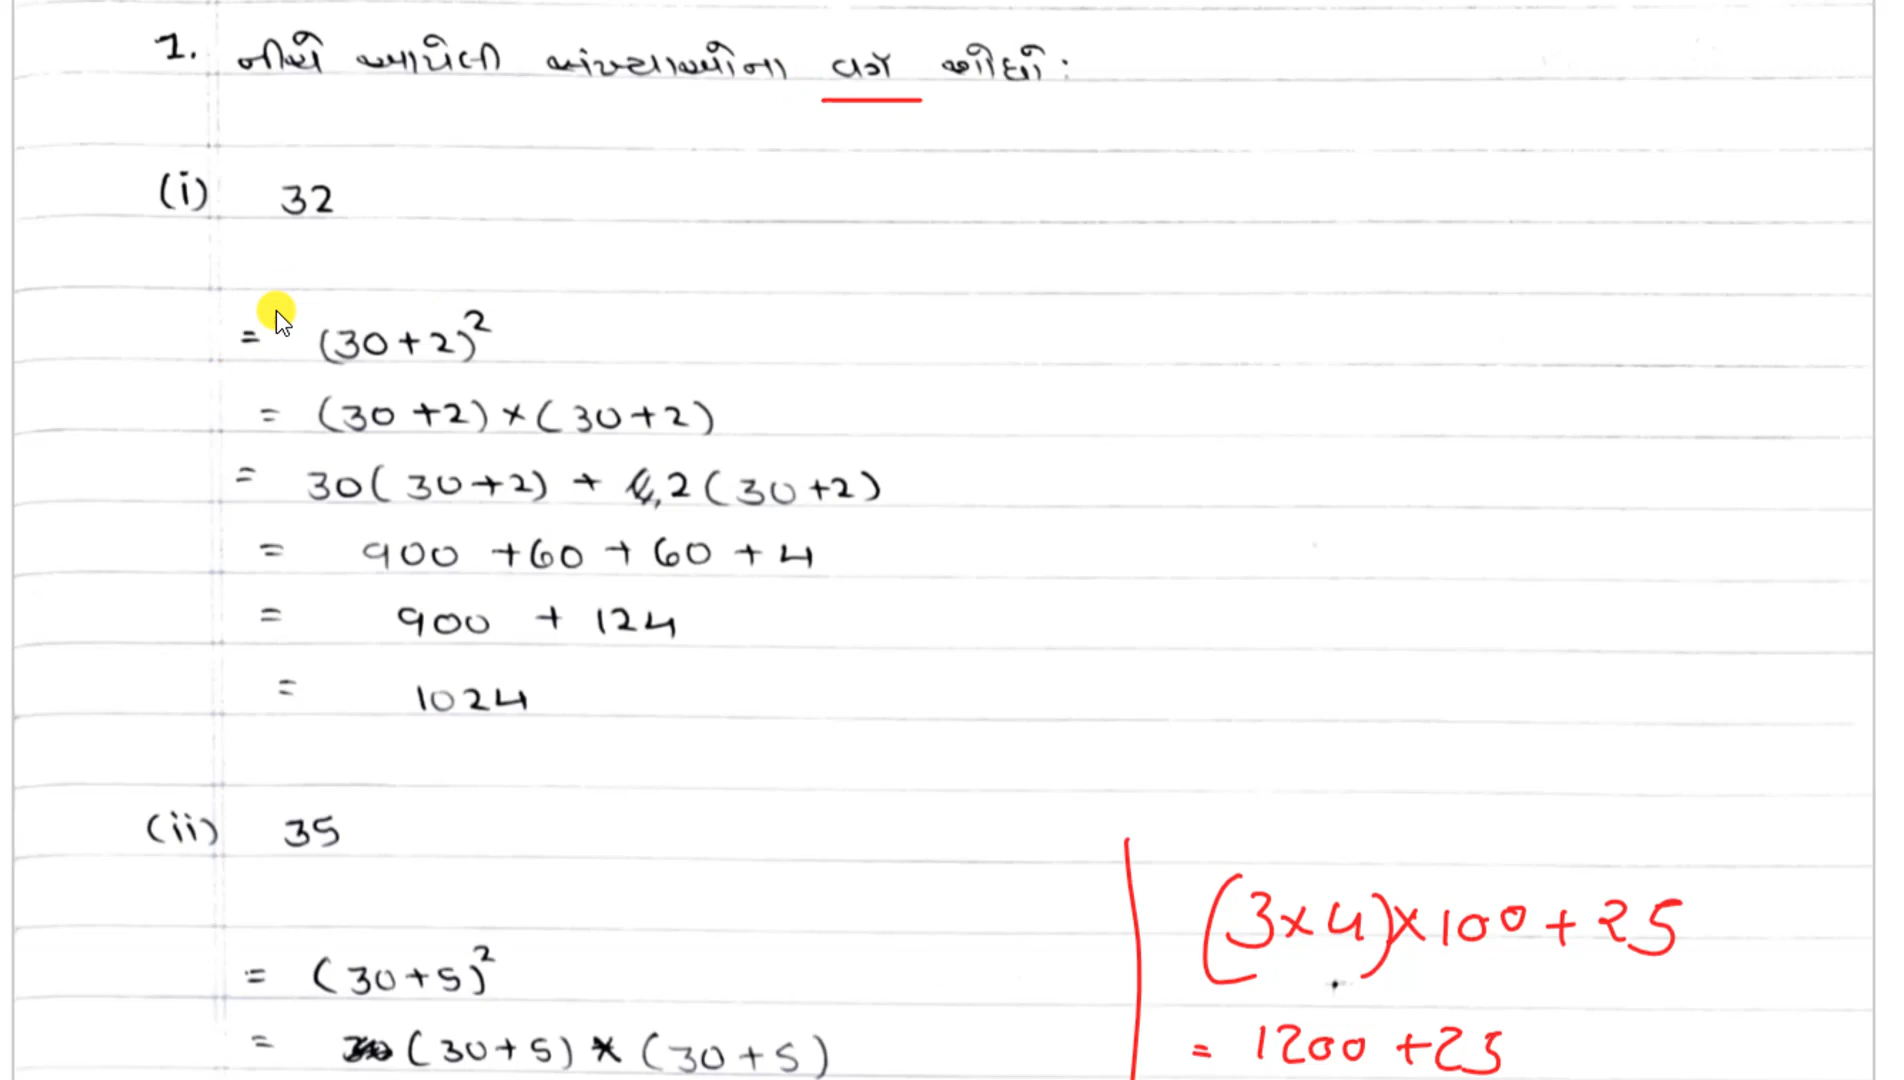 1. નીચે આપેલી સંખ્યાઓના વર્ગ શોધો:
(i) 32
= (30+2)²
= (30+2)×(30+2)
= 30(30+2) + 2(30+2)
= 900 +60 + 60 + 4
= 900 + 124
= 1024
(ii) 35
= (30+5)²
= (30+5) × (30+5)
(3×4)×100+25
= 1200 +25